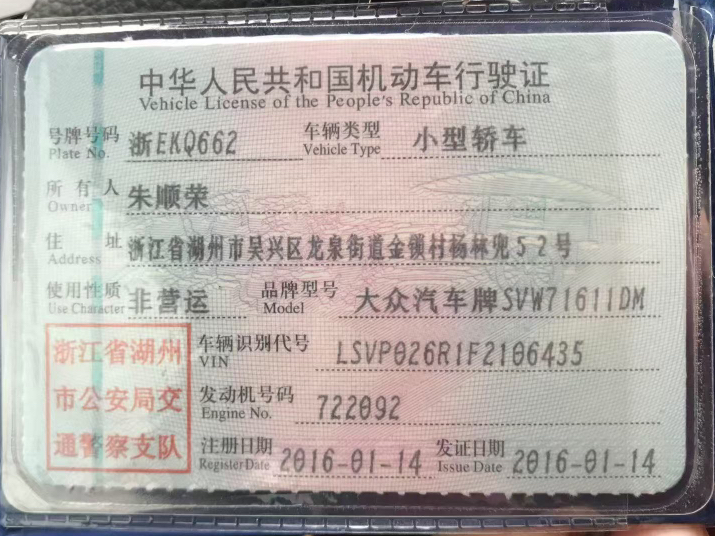 中华人民共和国机动车行驶证
Vehicle License of the People's Republic of China
号牌号码 浙EKQ662 车辆类型 小型轿车
Plate No. Vehicle Type
所有人 朱顺荣
Owner
住址 浙江省湖州市吴兴区龙泉街道金锁村杨林兜52号
Address
使用性质 非营运 品牌型号 大众汽车牌SVW71611DM
Use Character Model
浙江省湖州
市公安局交
通警察支队
车辆识别代号 LSVP026R1F2106435
VIN
发动机号码 722092
Engine No.
注册日期 2016-01-14 发证日期 2016-01-14
Register Date Issue Date